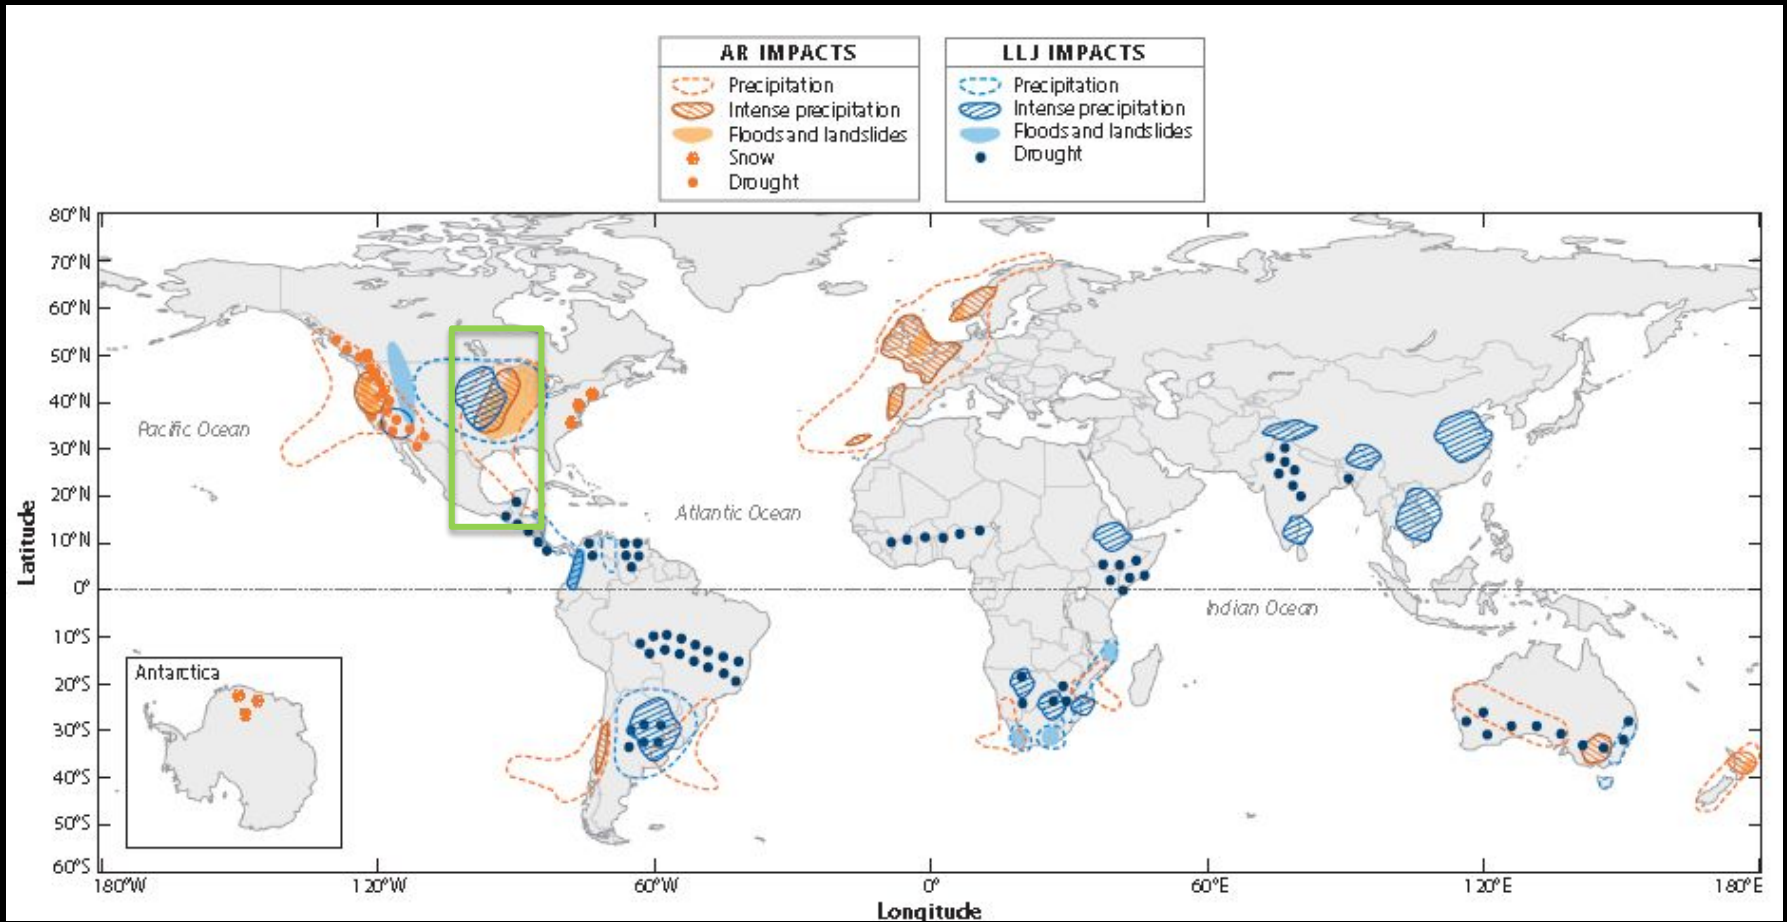 AR IMPACTS
Precipitation
Intense precipitation
Floods and landslides
Snow
Drought
LLJ IMPACTS
Precipitation
Intense precipitation
Floods and landslides
Drought
80°N
70°N
60°N
50°N
40°N
30°N
20°N
10°N
0°
10°S
20°S
30°S
40°S
50°S
60°S
Latitude
Pacific Ocean
Atlantic Ocean
Indian Ocean
Antarctica
180°W
120°W
60°W
0°
60°E
120°E
180°E
Longitude